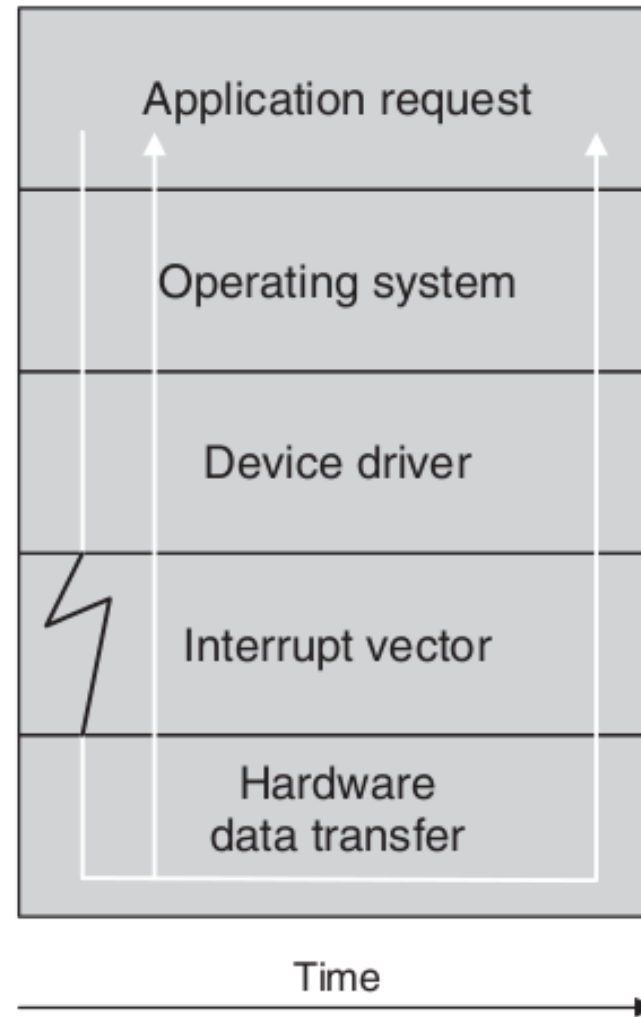 Application request
Operating system
Device driver
Interrupt vector
Hardware
data transfer
Time